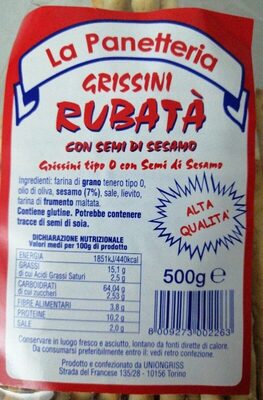 La Panetteria
GRISSINI
RUBATÀ
CON SEMI DI SESAMO
Grissini tipo 0 con Semi di Sesamo
Ingredienti: farina di grano tenero tipo 0,
olio di oliva, sesamo (7%), sale, lievito,
farina di frumento maltata.
Contiene glutine. Potrebbe contenere
tracce di semi di soia.
ALTA
QUALITA'
DICHIARAZIONE NUTRIZIONALE
Valori medi per 100g di prodotto
ENERGIA 1851kJ/440kcal
GRASSI 15,1 g
di cui Acidi Grassi Saturi 2,5 g
CARBOIDRATI 64,04 g
di cui zuccheri 2,53 g
FIBRE ALIMENTARI 3,8 g
PROTEINE 10,2 g
SALE 2,0 g
500g e
8 009273 002263
Conservare in luogo fresco e asciutto, lontano da fonti dirette di calore.
Da consumarsi preferibilmente entro il: vedi retro confezione.
Prodotto e confezionato da UNIONGRISS
Strada del Francese 135/28 - 10156 Torino